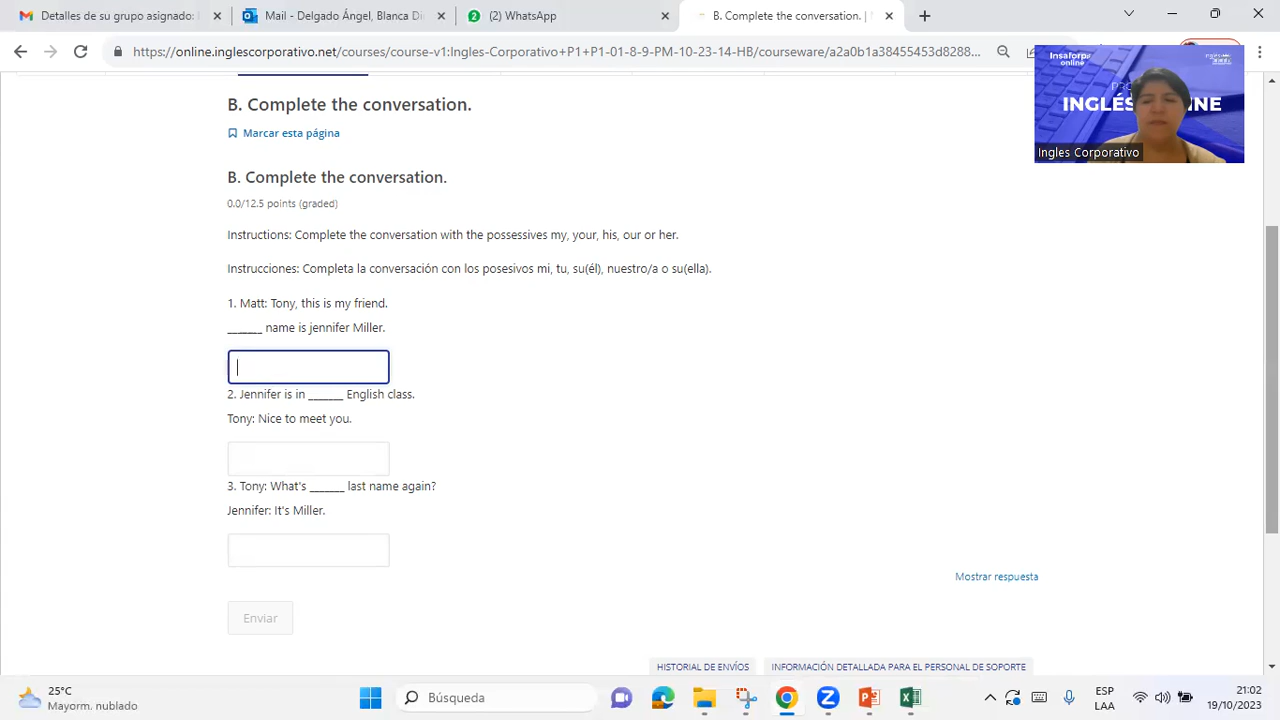 Detalles de su grupo asignado:
Mail - Delgado Ángel, Blanca Di
(2) WhatsApp
B. Complete the conversation. |
https://online.inglescorporativo.net/courses/course-v1:Ingles-Corporativo+P1+P1-01-8-9-PM-10-23-14-HB/courseware/a2a0b1a38455453d8288...
B. Complete the conversation.
Marcar esta página
B. Complete the conversation.
0.0/12.5 points (graded)
Instructions: Complete the conversation with the possessives my, your, his, our or her.
Instrucciones: Completa la conversación con los posesivos mi, tu, su(él), nuestro/a o su(ella).
1. Matt: Tony, this is my friend.
_______ name is jennifer Miller.
2. Jennifer is in _______ English class.
Tony: Nice to meet you.
3. Tony: What's _______ last name again?
Jennifer: It's Miller.
Mostrar respuesta
Enviar
HISTORIAL DE ENVÍOS
INFORMACIÓN DETALLADA PARA EL PERSONAL DE SOPORTE
Insaforp
online
Ingles Corporativo
25°C
Mayorm. nublado
Búsqueda
ESP
LAA
21:02
19/10/2023